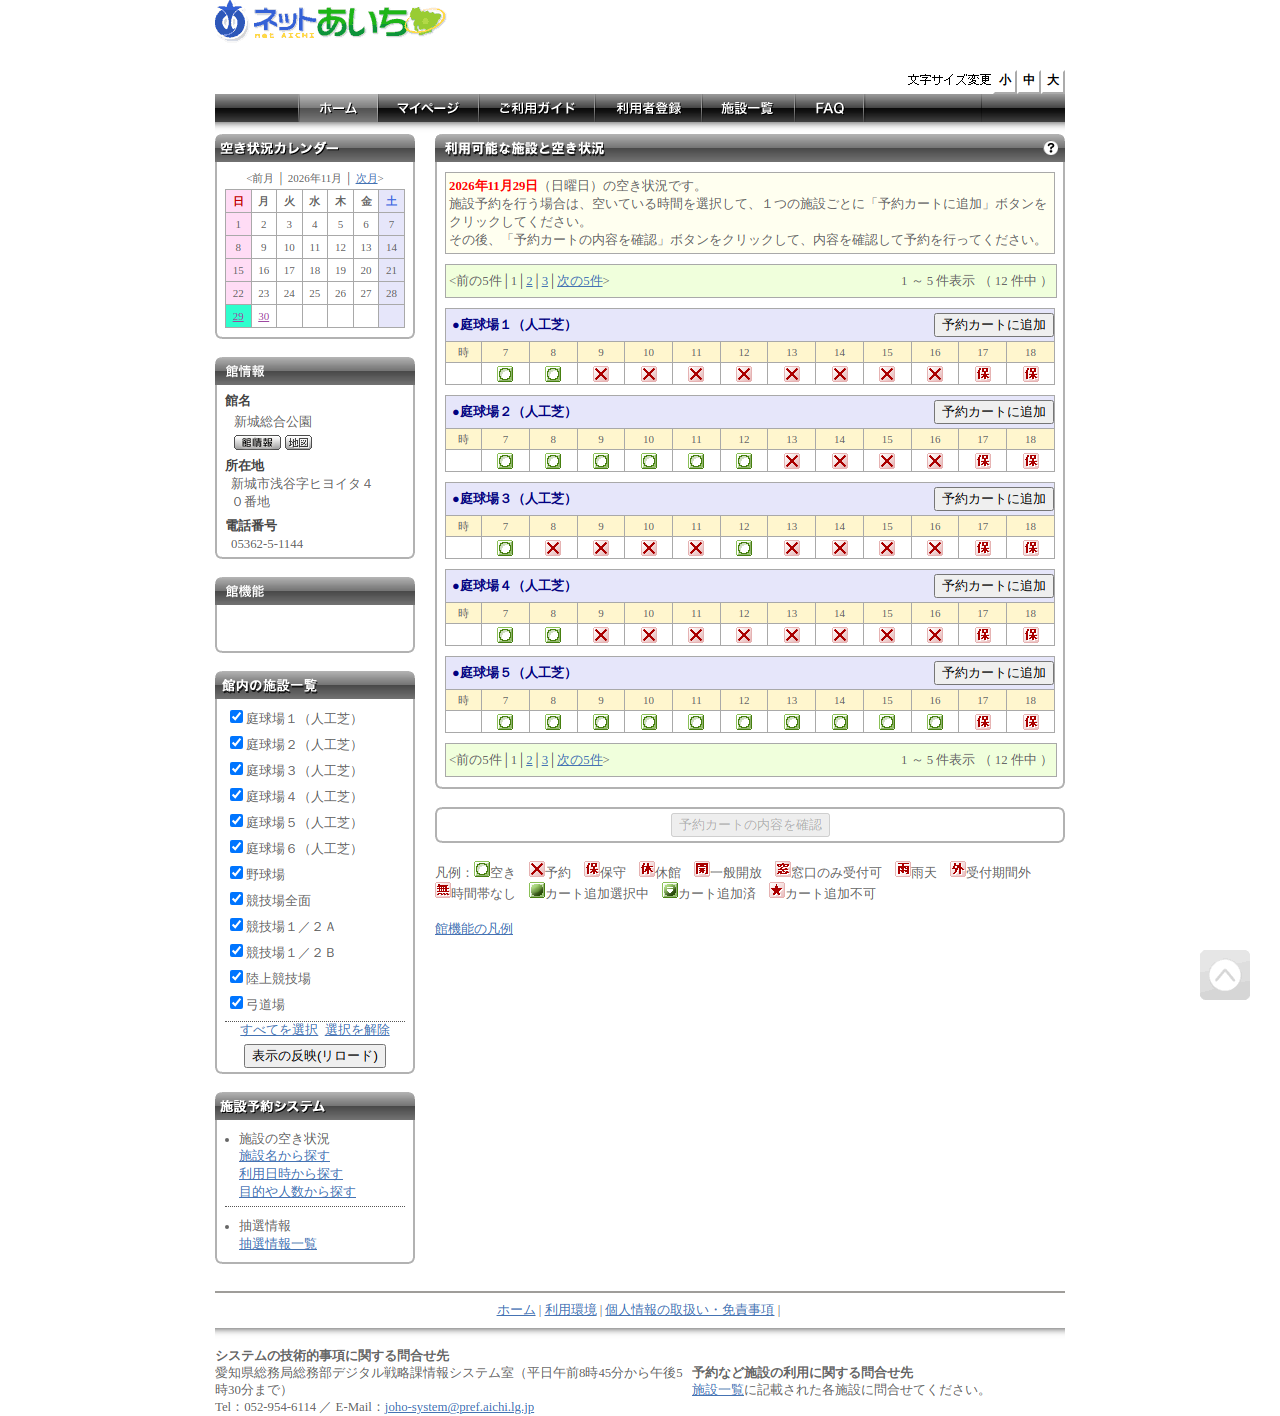 ネットあいち
N@E AICHI
文字サイズ変更 小 中 大
ホーム マイページ ご利用ガイド 利用者登録 施設一覧 FAQ
空き状況カレンダー
<前月 │ 2026年11月 │ 次月>
日 月 火 水 木 金 土
1 2 3 4 5 6 7
8 9 10 11 12 13 14
15 16 17 18 19 20 21
22 23 24 25 26 27 28
29 30
館情報
館名
新城総合公園
館情報 地図
所在地
新城市浅谷字ヒヨイタ４
０番地
電話番号
05362-5-1144
館機能
館内の施設一覧
庭球場１（人工芝）
庭球場２（人工芝）
庭球場３（人工芝）
庭球場４（人工芝）
庭球場５（人工芝）
庭球場６（人工芝）
野球場
競技場全面
競技場１／２Ａ
競技場１／２Ｂ
陸上競技場
弓道場
すべてを選択 選択を解除
表示の反映(リロード)
施設予約システム
施設の空き状況
施設名から探す
利用日時から探す
目的や人数から探す
抽選情報
抽選情報一覧
利用可能な施設と空き状況 ?
2026年11月29日（日曜日）の空き状況です。
施設予約を行う場合は、空いている時間を選択して、１つの施設ごとに「予約カートに追加」ボタンを
クリックしてください。
その後、「予約カートの内容を確認」ボタンをクリックして、内容を確認して予約を行ってください。
<前の5件│1│2│3│次の5件> 1 ～ 5 件表示 （ 12 件中 ）
●庭球場１（人工芝） 予約カートに追加
時 7 8 9 10 11 12 13 14 15 16 17 18
保 保
●庭球場２（人工芝） 予約カートに追加
時 7 8 9 10 11 12 13 14 15 16 17 18
保 保
●庭球場３（人工芝） 予約カートに追加
時 7 8 9 10 11 12 13 14 15 16 17 18
保 保
●庭球場４（人工芝） 予約カートに追加
時 7 8 9 10 11 12 13 14 15 16 17 18
保 保
●庭球場５（人工芝） 予約カートに追加
時 7 8 9 10 11 12 13 14 15 16 17 18
保 保
<前の5件│1│2│3│次の5件> 1 ～ 5 件表示 （ 12 件中 ）
予約カートの内容を確認
凡例：空き 予約 保保守 休休館 開一般開放 窓窓口のみ受付可 雨雨天 外受付期間外
無時間帯なし カート追加選択中 カート追加済 カート追加不可
館機能の凡例
ホーム | 利用環境 | 個人情報の取扱い・免責事項 |
システムの技術的事項に関する問合せ先
愛知県総務局総務部デジタル戦略課情報システム室（平日午前8時45分から午後5
時30分まで）
Tel：052-954-6114 ／ E-Mail：joho-system@pref.aichi.lg.jp
予約など施設の利用に関する問合せ先
施設一覧に記載された各施設に問合せてください。